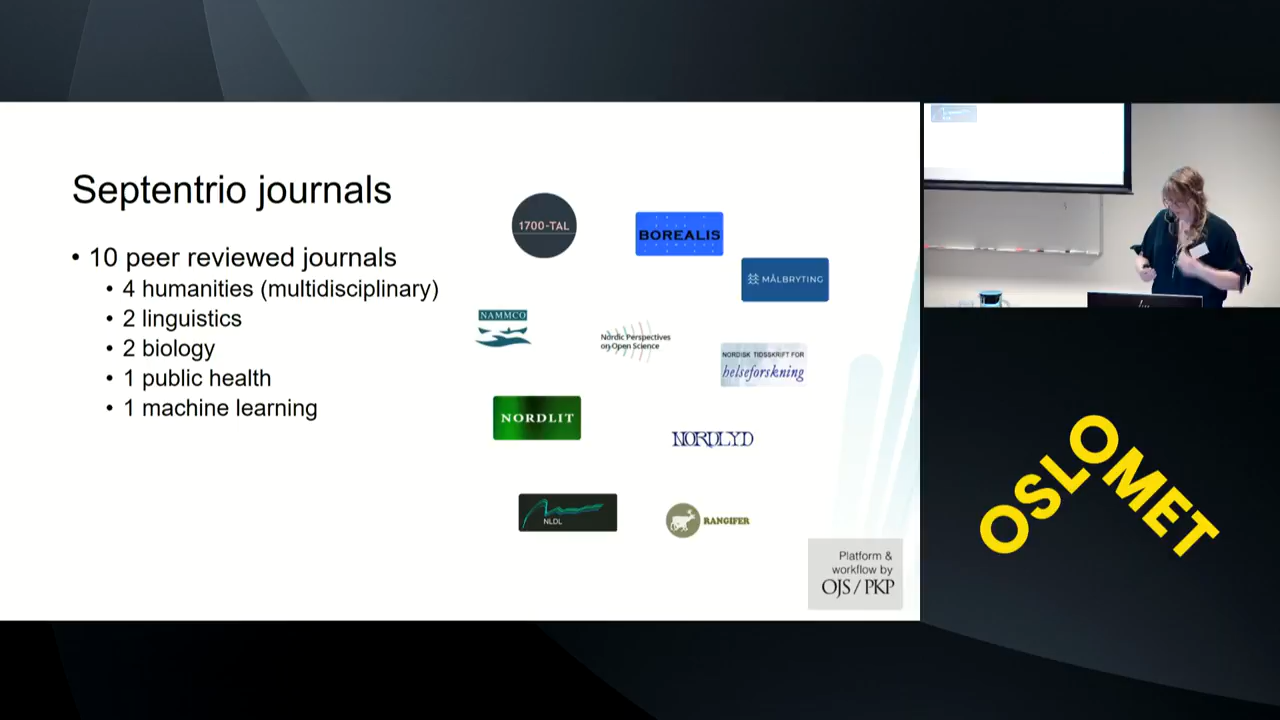 Septentrio journals
• 10 peer reviewed journals
• 4 humanities (multidisciplinary)
• 2 linguistics
• 2 biology
• 1 public health
• 1 machine learning
1700-TAL
BOREALIS
MÅLBRYTING
NAMMCO
Nordic Perspectives
on Open Science
NORDISK TIDSSKRIFT FOR
helseforskning
NORDLIT
NORDLYD
NLDL
RANGIFER
Platform &
workflow by
OJS / PKP
OSLOMET